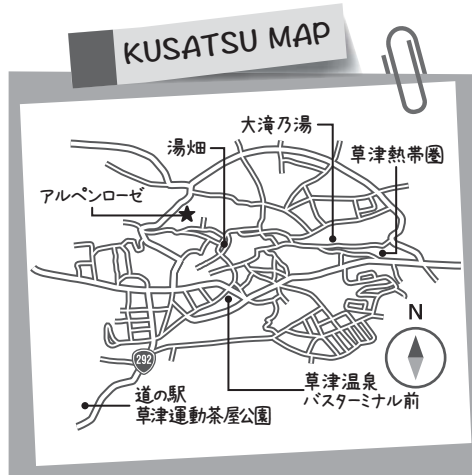 KUSATSU MAP
大滝乃湯
湯畑
草津熱帯圏
アルペンローゼ
N
292
道の駅
草津運動茶屋公園
草津温泉
バスターミナル前